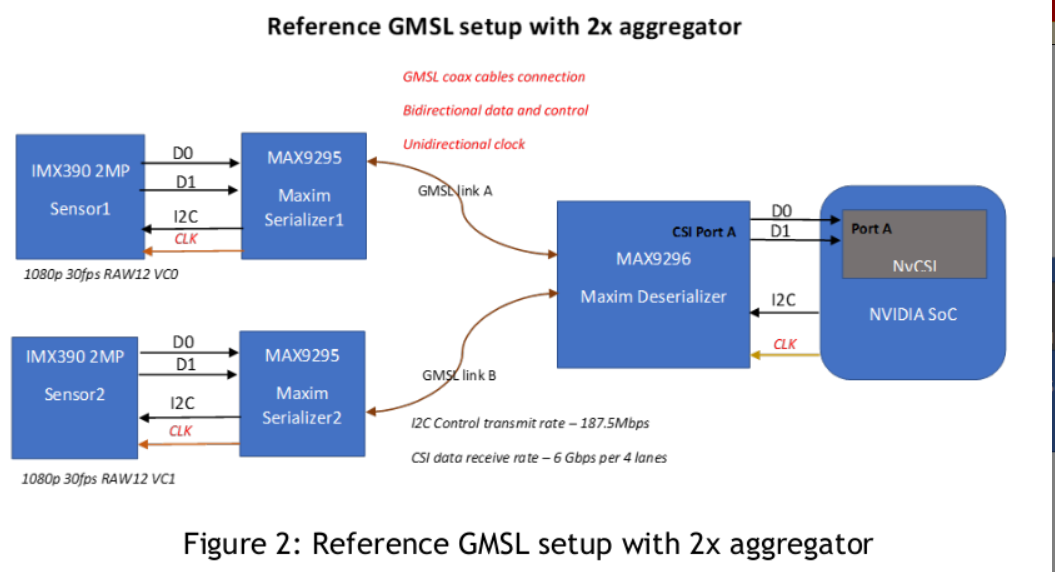 Reference GMSL setup with 2x aggregator
GMSL coax cables connection
Bidirectional data and control
Unidirectional clock
IMX390 2MP
Sensor1
D0
D1
I2C
CLK
MAX9295
Maxim
Serializer1
1080p 30fps RAW12 VC0
GMSL link A
CSI Port A
MAX9296
Maxim Deserializer
D0
D1
I2C
CLK
Port A
NvCSI
NVIDIA SoC
IMX390 2MP
Sensor2
D0
D1
I2C
CLK
MAX9295
Maxim
Serializer2
1080p 30fps RAW12 VC1
GMSL link B
I2C Control transmit rate – 187.5Mbps
CSI data receive rate – 6 Gbps per 4 lanes
Figure 2: Reference GMSL setup with 2x aggregator